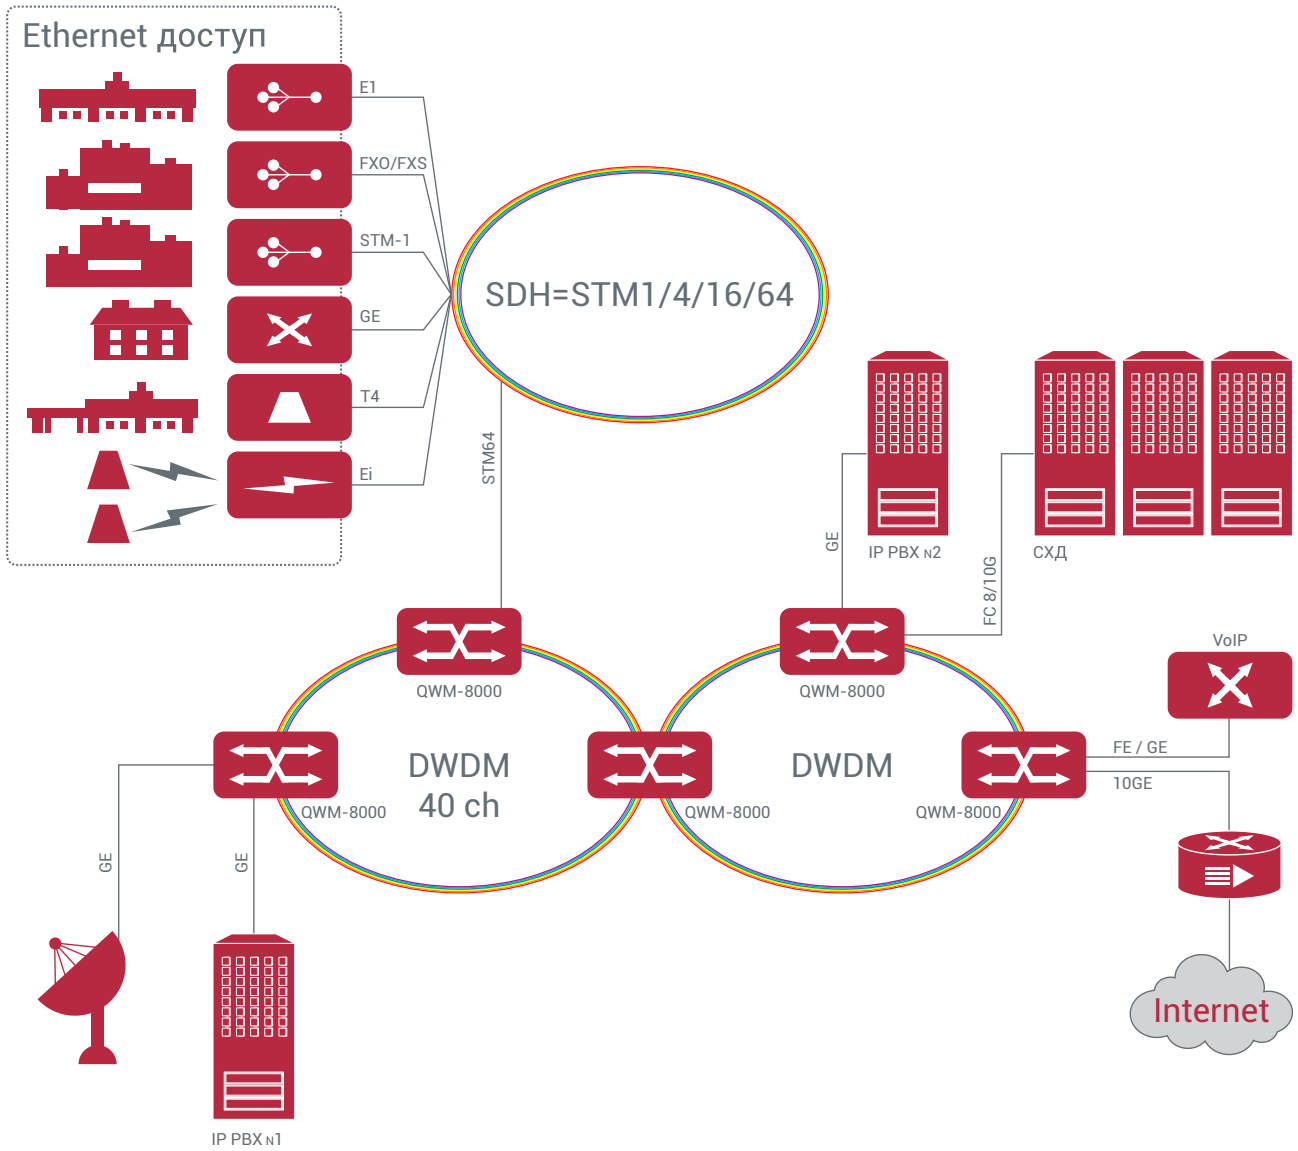 Ethernet доступ
E1
FXO/FXS
STM-1
GE
T4
Ei
SDH=STM1/4/16/64
STM64
GE
IP PBX N2
FC 8/10G
СХД
QWM-8000
QWM-8000
VoIP
DWDM
40 ch
DWDM
FE / GE
10GE
QWM-8000
QWM-8000
QWM-8000
GE
GE
Internet
IP PBX N1